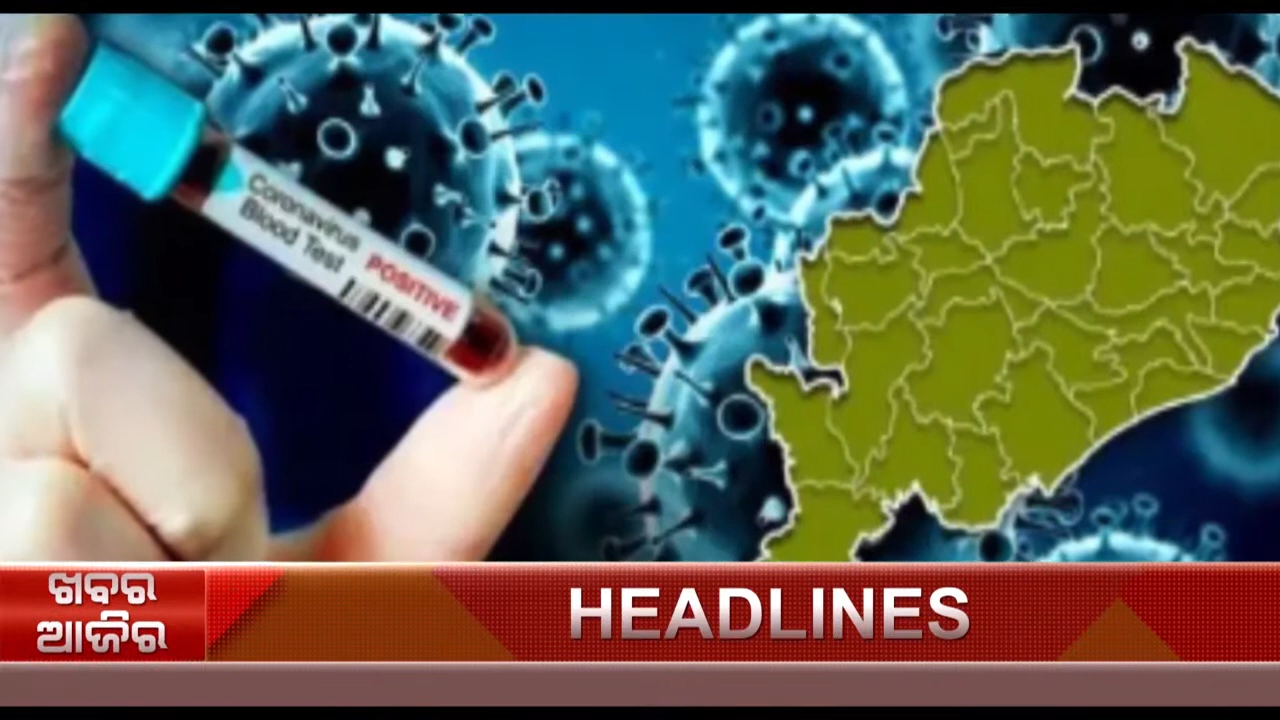 Coronavirus
Blood Test POSITIVE
ଖବର
ଆଜିର
HEADLINES